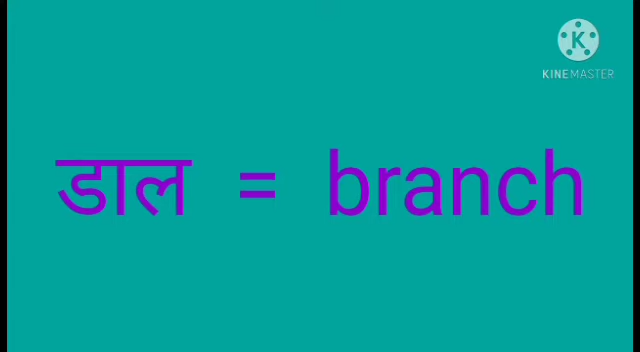 K
KINEMASTER
डाल = branch